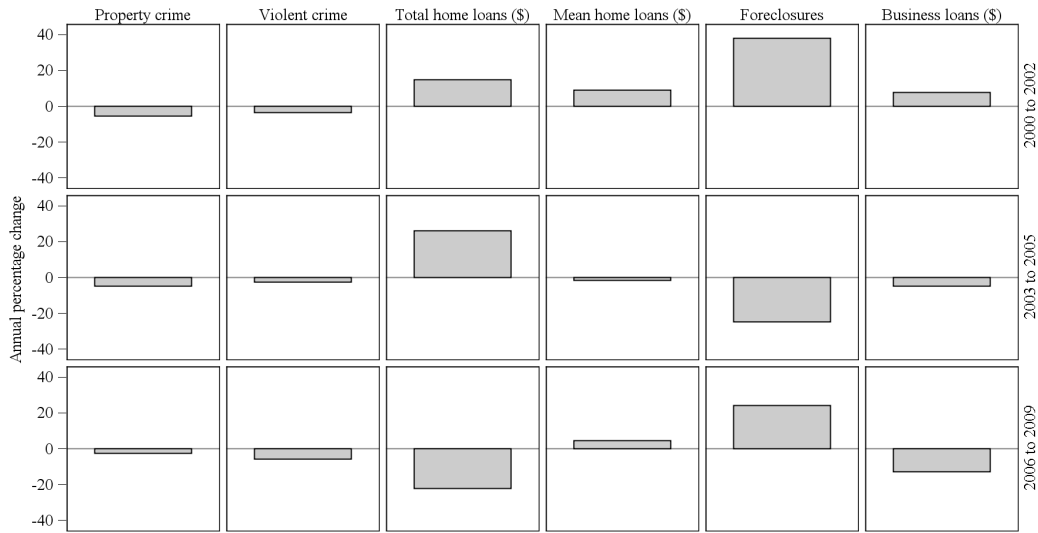 Property crime
Violent crime
Total home loans ($)
Mean home loans ($)
Foreclosures
Business loans ($)
40
20
0
-20
-40
2000 to 2002
40
20
0
-20
-40
2003 to 2005
40
20
0
-20
-40
2006 to 2009
Annual percentage change